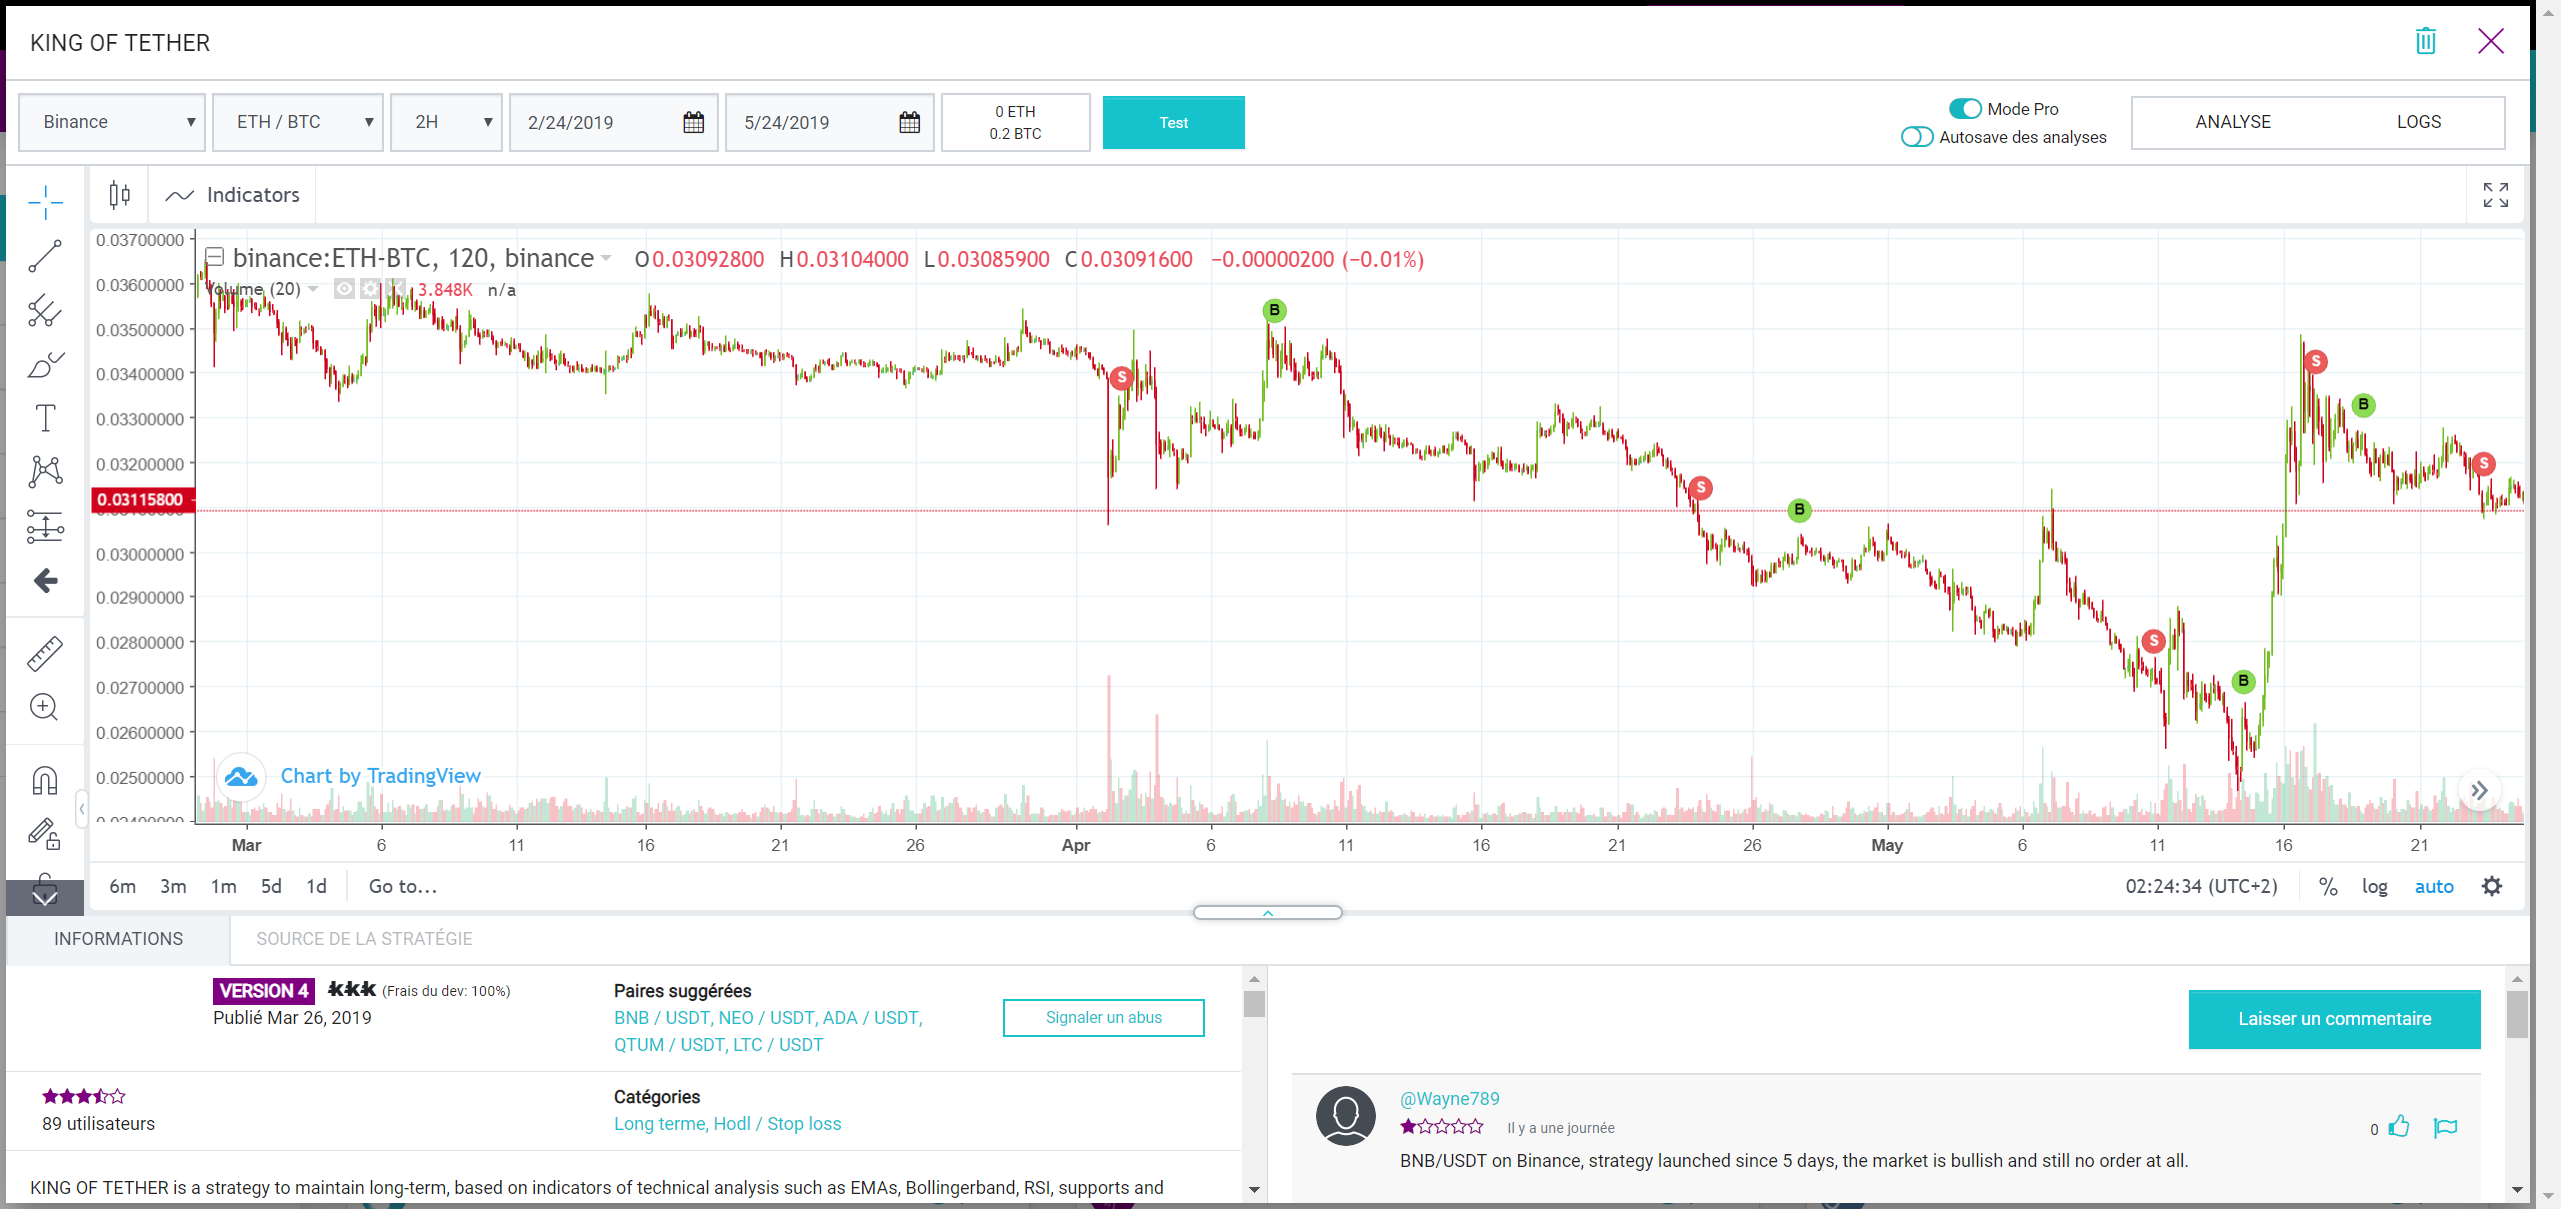 KING OF TETHER
Binance
ETH / BTC
2H
2/24/2019
5/24/2019
0 ETH
0.2 BTC
Test
Mode Pro
Autosave des analyses
ANALYSE
LOGS
Indicators
binance:ETH-BTC, 120, binance O0.03092800 H0.03104000 L0.03085900 C0.03091600 −0.00000200 (−0.01%)
Volume (20) 3.848K n/a
0.03700000
0.03600000
0.03500000
0.03400000
0.03300000
0.03200000
0.03115800
0.03000000
0.02900000
0.02800000
0.02700000
0.02600000
0.02500000
0.02400000
S
B
S
B
S
B
S
B
S
Chart by TradingView
Mar 6 11 16 21 26 Apr 6 11 16 21 26 May 6 11 16 21
6m 3m 1m 5d 1d Go to...
02:24:34 (UTC+2) % log auto
INFORMATIONS
SOURCE DE LA STRATÉGIE
VERSION 4 kkk (Frais du dev: 100%)
Publié Mar 26, 2019
Paires suggérées
BNB / USDT, NEO / USDT, ADA / USDT,
QTUM / USDT, LTC / USDT
Signaler un abus
89 utilisateurs
Catégories
Long terme, Hodl / Stop loss
KING OF TETHER is a strategy to maintain long-term, based on indicators of technical analysis such as EMAs, Bollingerband, RSI, supports and
Laisser un commentaire
@Wayne789
Il y a une journée
0
BNB/USDT on Binance, strategy launched since 5 days, the market is bullish and still no order at all.